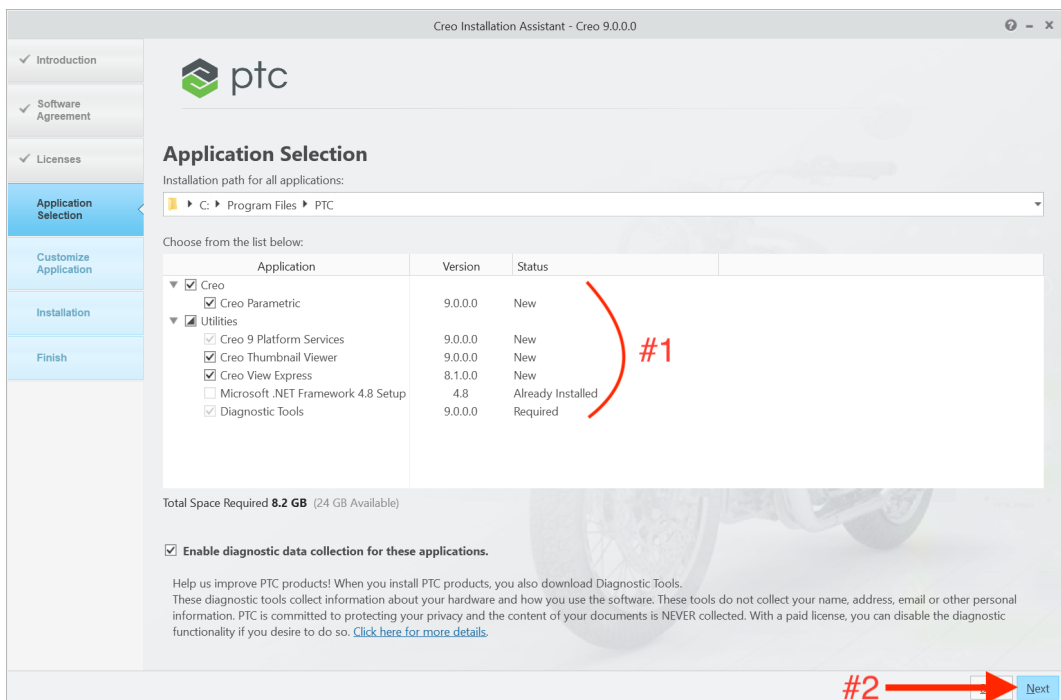 Creo Installation Assistant - Creo 9.0.0.0
Introduction
Software
Agreement
Licenses
Application
Selection
Customize
Application
Installation
Finish
ptc
Application Selection
Installation path for all applications:
C: Program Files PTC
Choose from the list below:
Application Version Status
Creo
Creo Parametric 9.0.0.0 New
Utilities
Creo 9 Platform Services 9.0.0.0 New
Creo Thumbnail Viewer 9.0.0.0 New
Creo View Express 8.1.0.0 New
Microsoft .NET Framework 4.8 Setup 4.8 Already Installed
Diagnostic Tools 9.0.0.0 Required
#1
Total Space Required 8.2 GB (24 GB Available)
Enable diagnostic data collection for these applications.
Help us improve PTC products! When you install PTC products, you also download Diagnostic Tools.
These diagnostic tools collect information about your hardware and how you use the software. These tools do not collect your name, address, email or other personal
information. PTC is committed to protecting your privacy and the content of your documents is NEVER collected. With a paid license, you can disable the diagnostic
functionality if you desire to do so. Click here for more details.
#2
Next